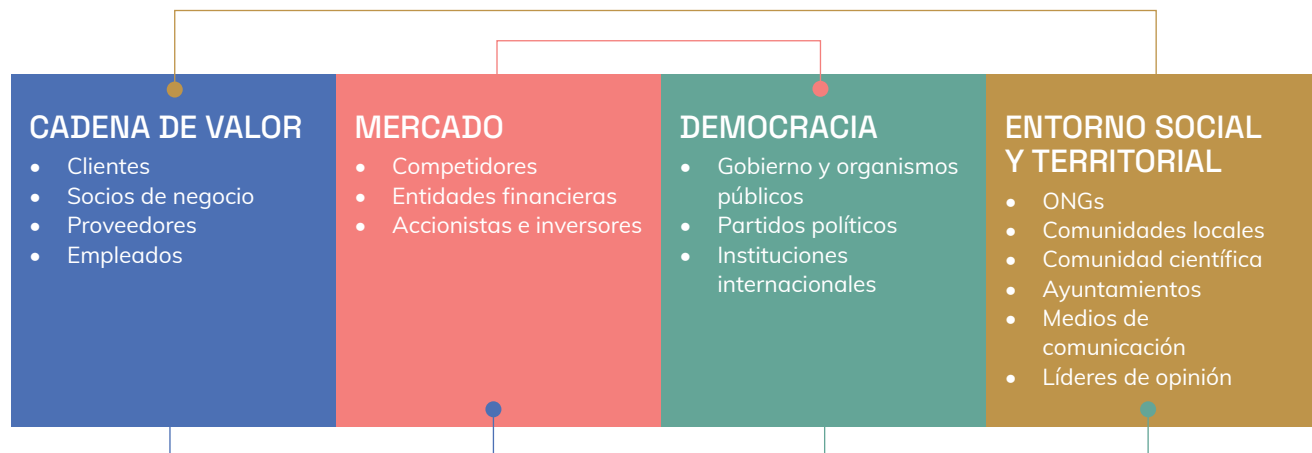 CADENA DE VALOR
• Clientes
• Socios de negocio
• Proveedores
• Empleados
MERCADO
• Competidores
• Entidades financieras
• Accionistas e inversores
DEMOCRACIA
• Gobierno y organismos
públicos
• Partidos políticos
• Instituciones
internacionales
ENTORNO SOCIAL
Y TERRITORIAL
• ONGs
• Comunidades locales
• Comunidad científica
• Ayuntamientos
• Medios de
comunicación
• Líderes de opinión